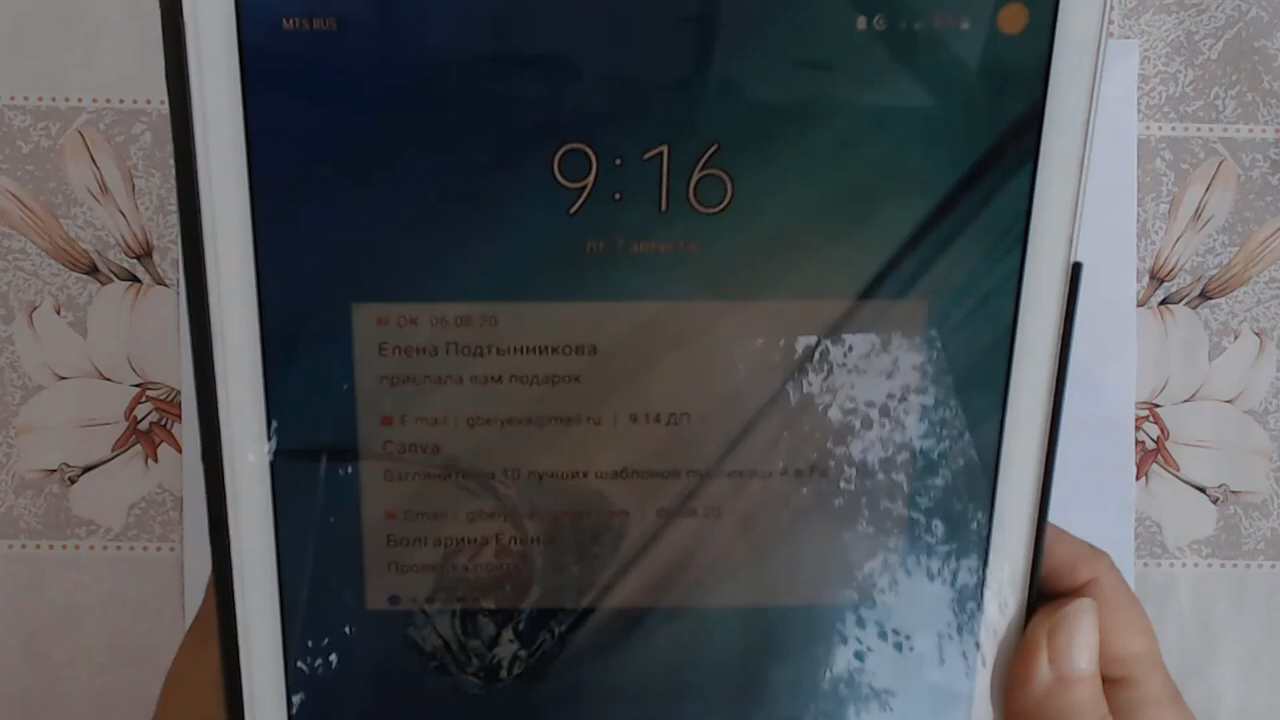 MTS RUS
9:16
пт, 7 августа
ОК 06.08.20
Елена Подтынникова
прислала вам подарок
Email | @mail.ru | 9:14 ДП
Canva
Взгляните на 10 лучших шаблонов в
Email
Болгарина Елена